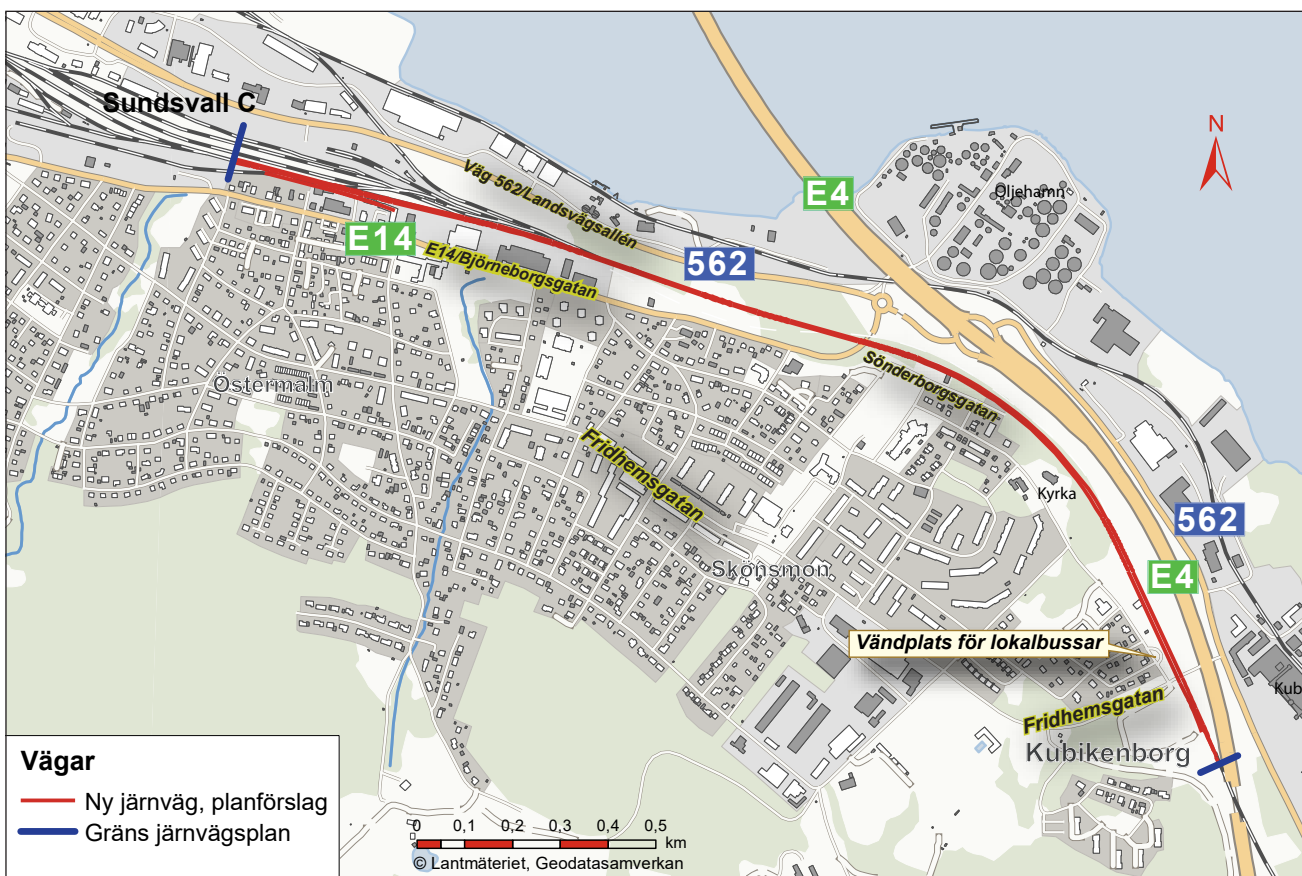 Sundsvall C
N
E4
Oljehamn
Väg 562/Landsvägsallén
E14
E14/Björneborgsgatan
562
Sönderborgsgatan
Östermalm
Fridhemsgatan
Kyrka
562
Skönsmon
E4
Vändplats för lokalbussar
Fridhemsgatan
Kub
Kubikenborg
Vägar
Ny järnväg, planförslag
Gräns järnvägsplan
0 0,1 0,2 0,3 0,4 0,5
km
© Lantmäteriet, Geodatasamverkan